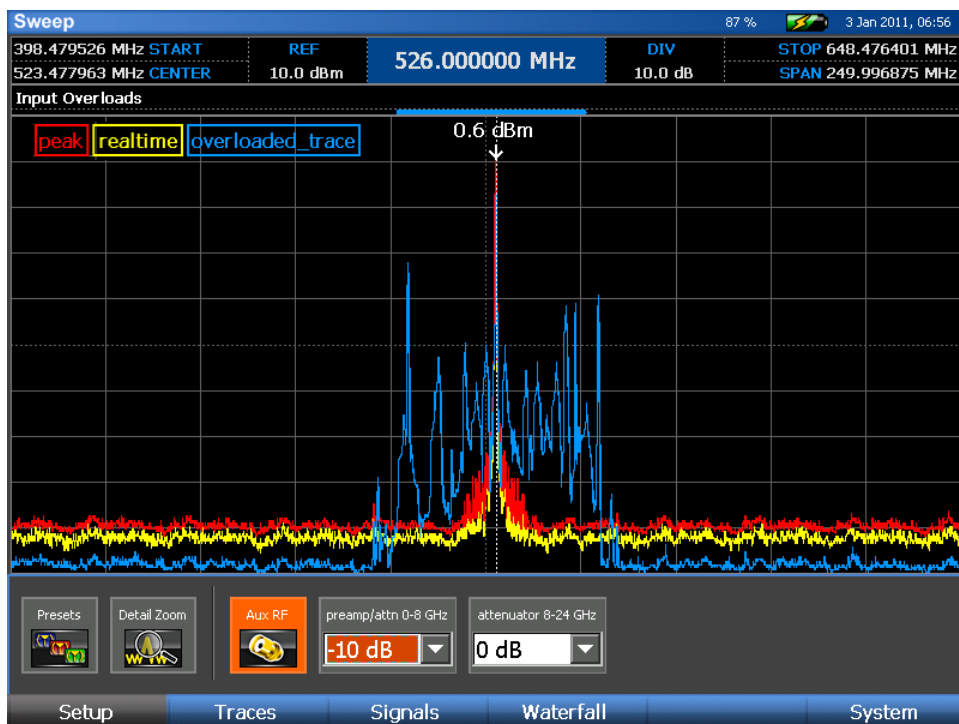 Sweep
87 %
3 Jan 2011, 06:56
398.479526 MHz START
523.477963 MHz CENTER
REF
10.0 dBm
526.000000 MHz
DIV
10.0 dB
STOP 648.476401 MHz
SPAN 249.996875 MHz
Input Overloads
peak realtime overloaded_trace
0.6 dBm
Presets
Detail Zoom
Aux RF
preamp/attn 0-8 GHz
-10 dB
attenuator 8-24 GHz
0 dB
Setup
Traces
Signals
Waterfall
System